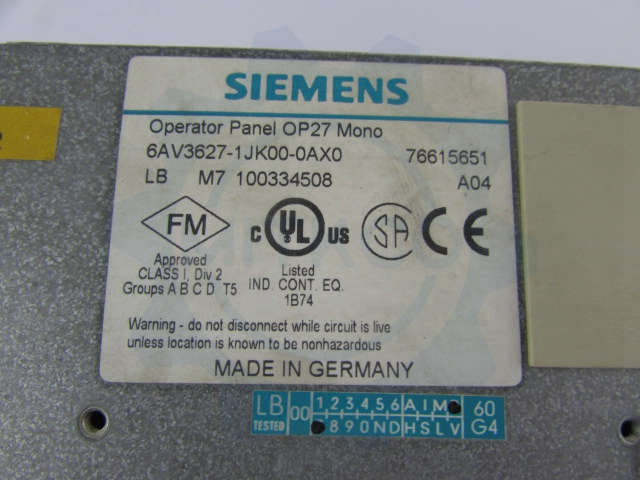 SIEMENS
Operator Panel OP27 Mono
6AV3627-1JK00-0AX0 76615651
LB M7 100334508 A04
FM
Approved
CLASS I, Div 2
Groups A B C D T5
C UL US
Listed
IND. CONT. EQ.
1B74
SA CE
Warning - do not disconnect while circuit is live
unless location is known to be nonhazardous
MADE IN GERMANY
LB 00 1 2 3 4 5 6 A I M 60
TESTED 8 9 0 N D H S L V G4